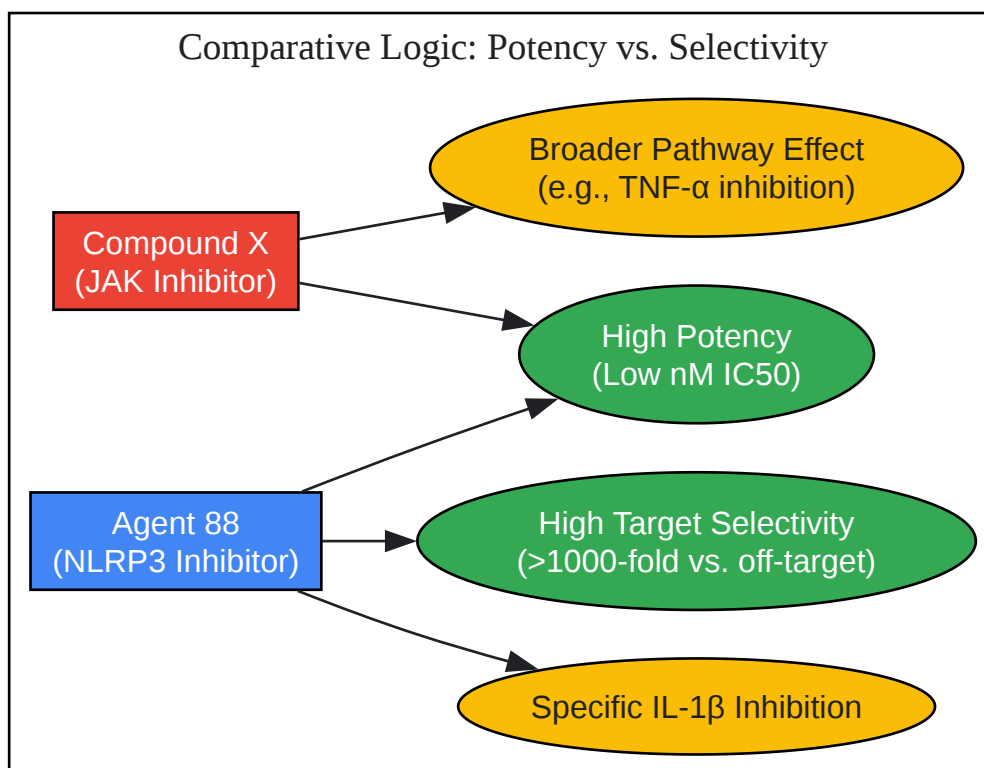 Comparative Logic: Potency vs. Selectivity
Broader Pathway Effect
(e.g., TNF-α inhibition)
Compound X
(JAK Inhibitor)
High Potency
(Low nM IC50)
Agent 88
(NLRP3 Inhibitor)
High Target Selectivity
(>1000-fold vs. off-target)
Specific IL-1β Inhibition